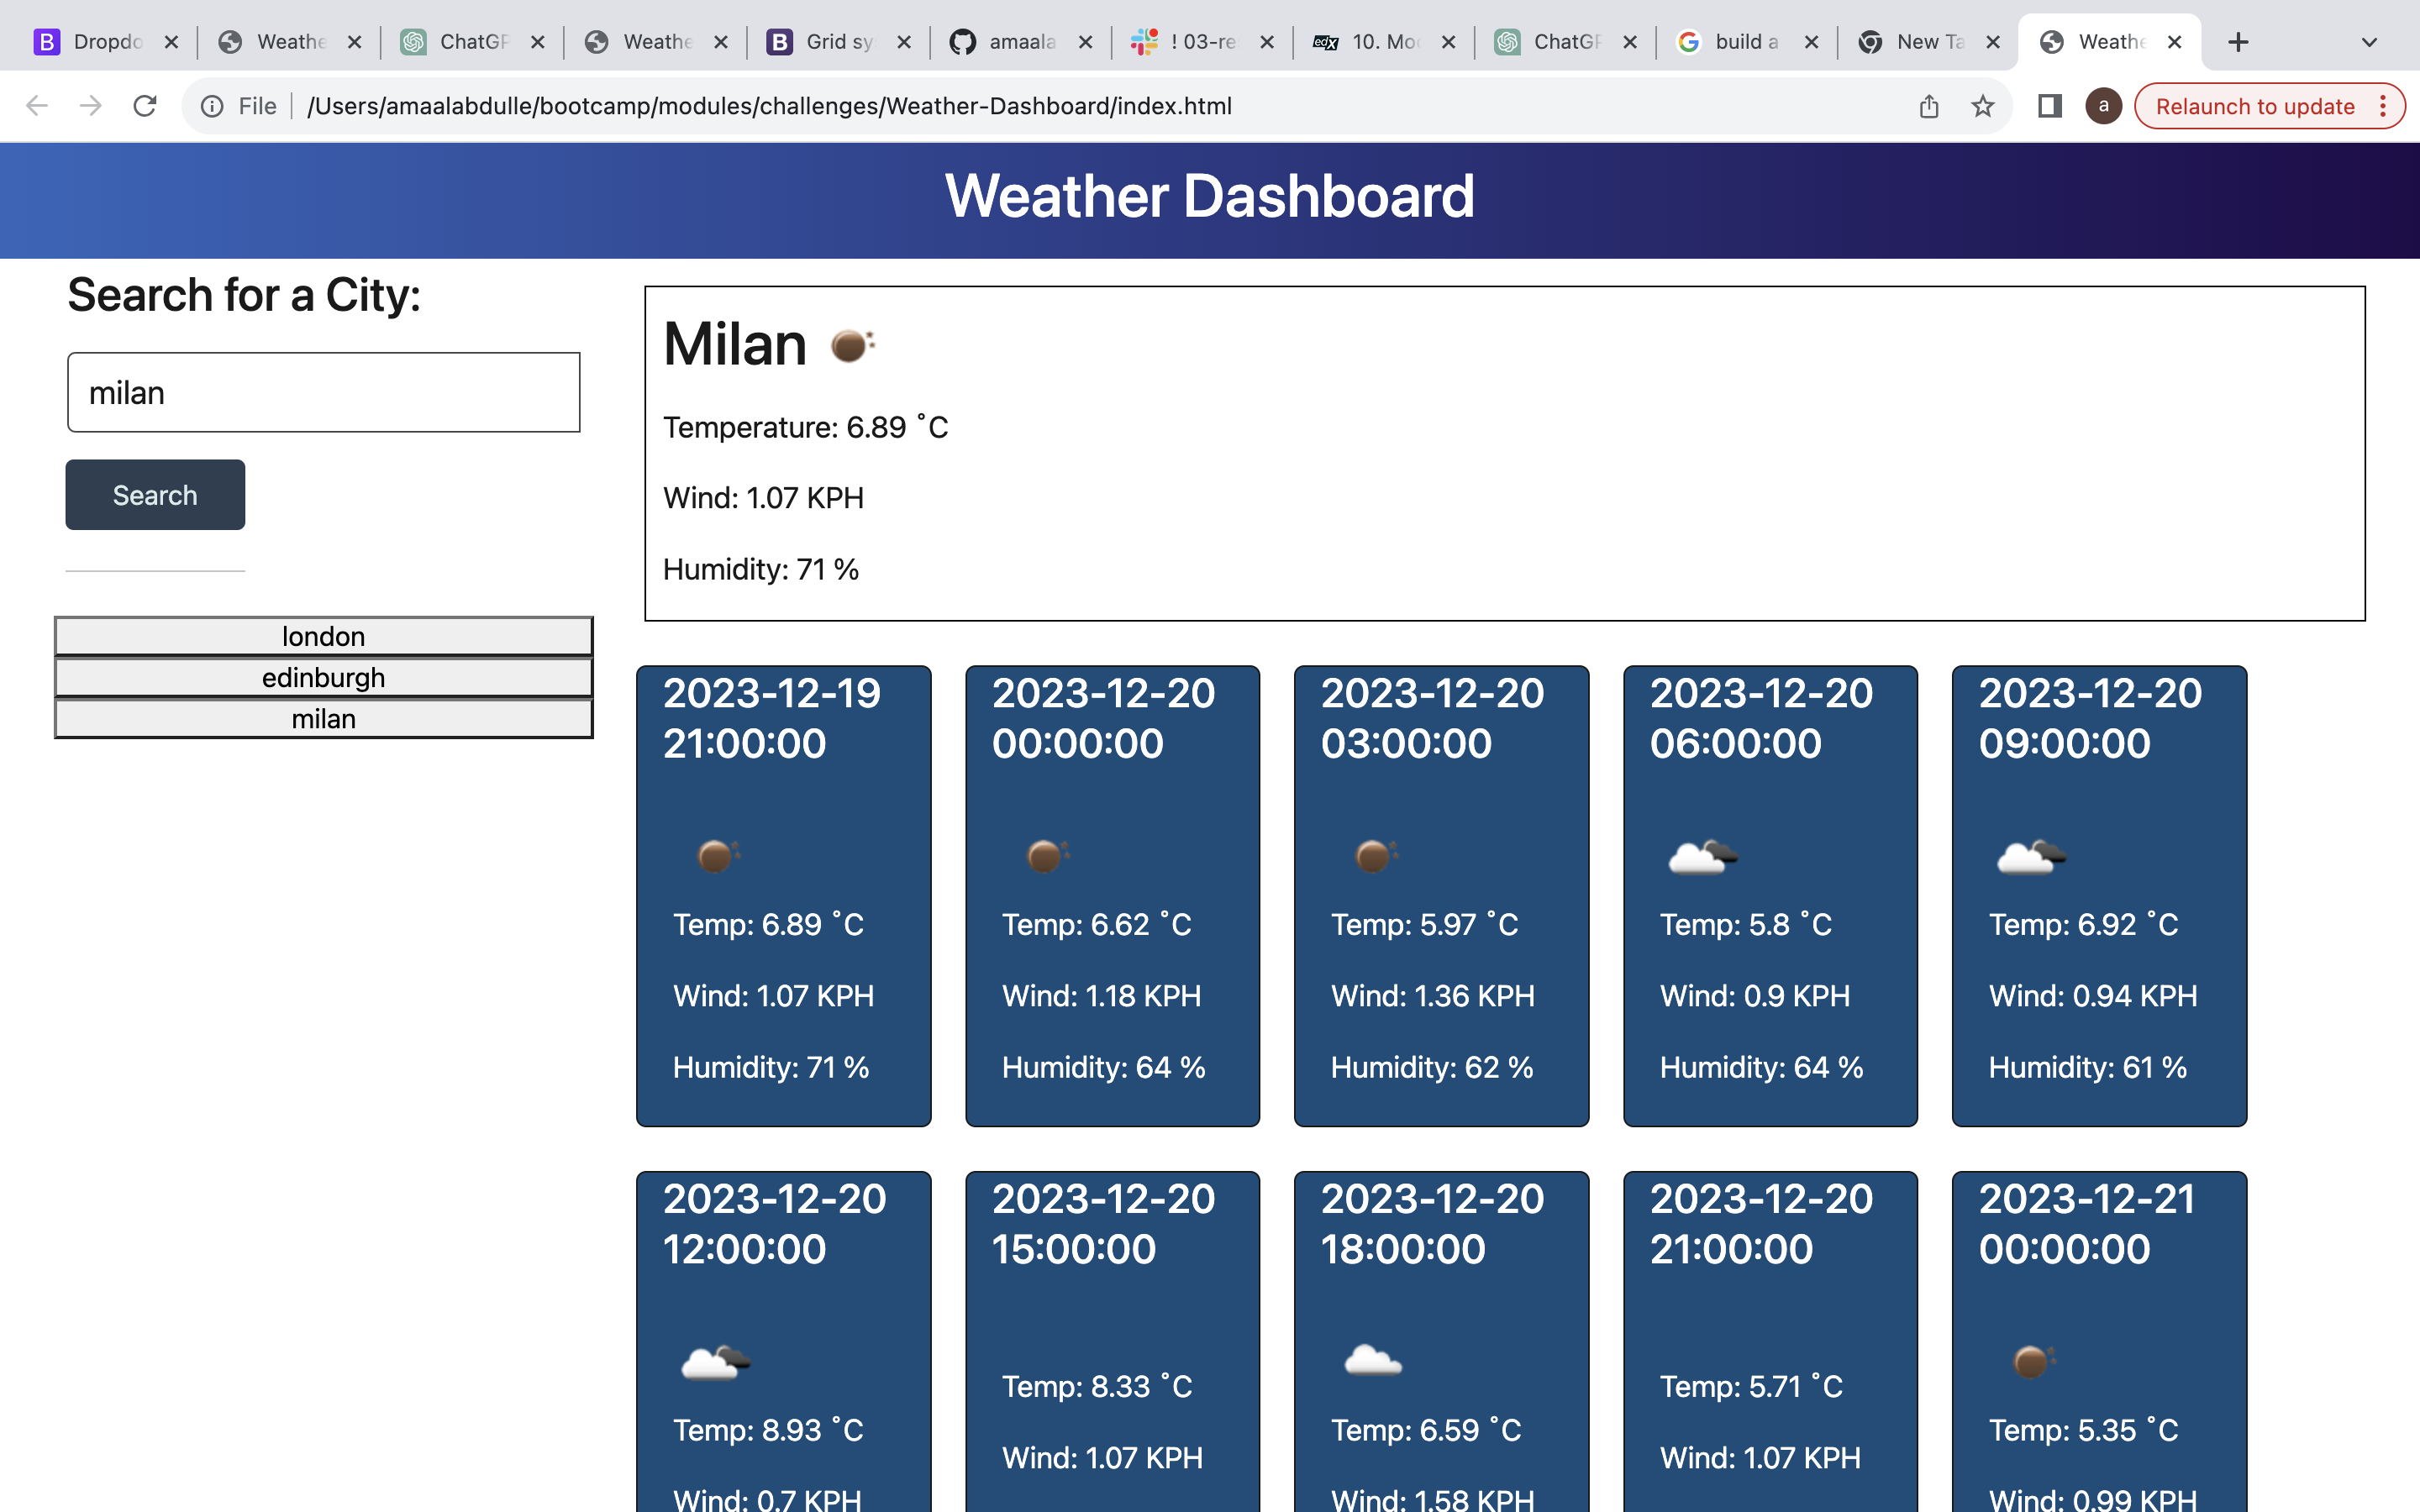 Dropdo Weathe ChatGP Weathe Grid sy amaala ! 03-re 10. Mo ChatGP build a New Ta Weathe
File /Users/amaalabdulle/bootcamp/modules/challenges/Weather-Dashboard/index.html a Relaunch to update
Weather Dashboard
Search for a City:
milan
Search
london
edinburgh
milan
Milan
Temperature: 6.89 ˚C
Wind: 1.07 KPH
Humidity: 71 %
2023-12-19
21:00:00
Temp: 6.89 ˚C
Wind: 1.07 KPH
Humidity: 71 %
2023-12-20
00:00:00
Temp: 6.62 ˚C
Wind: 1.18 KPH
Humidity: 64 %
2023-12-20
03:00:00
Temp: 5.97 ˚C
Wind: 1.36 KPH
Humidity: 62 %
2023-12-20
06:00:00
Temp: 5.8 ˚C
Wind: 0.9 KPH
Humidity: 64 %
2023-12-20
09:00:00
Temp: 6.92 ˚C
Wind: 0.94 KPH
Humidity: 61 %
2023-12-20
12:00:00
Temp: 8.93 ˚C
Wind: 0.7 KPH
2023-12-20
15:00:00
Temp: 8.33 ˚C
Wind: 1.07 KPH
2023-12-20
18:00:00
Temp: 6.59 ˚C
Wind: 1.58 KPH
2023-12-20
21:00:00
Temp: 5.71 ˚C
Wind: 1.07 KPH
2023-12-21
00:00:00
Temp: 5.35 ˚C
Wind: 0.99 KPH